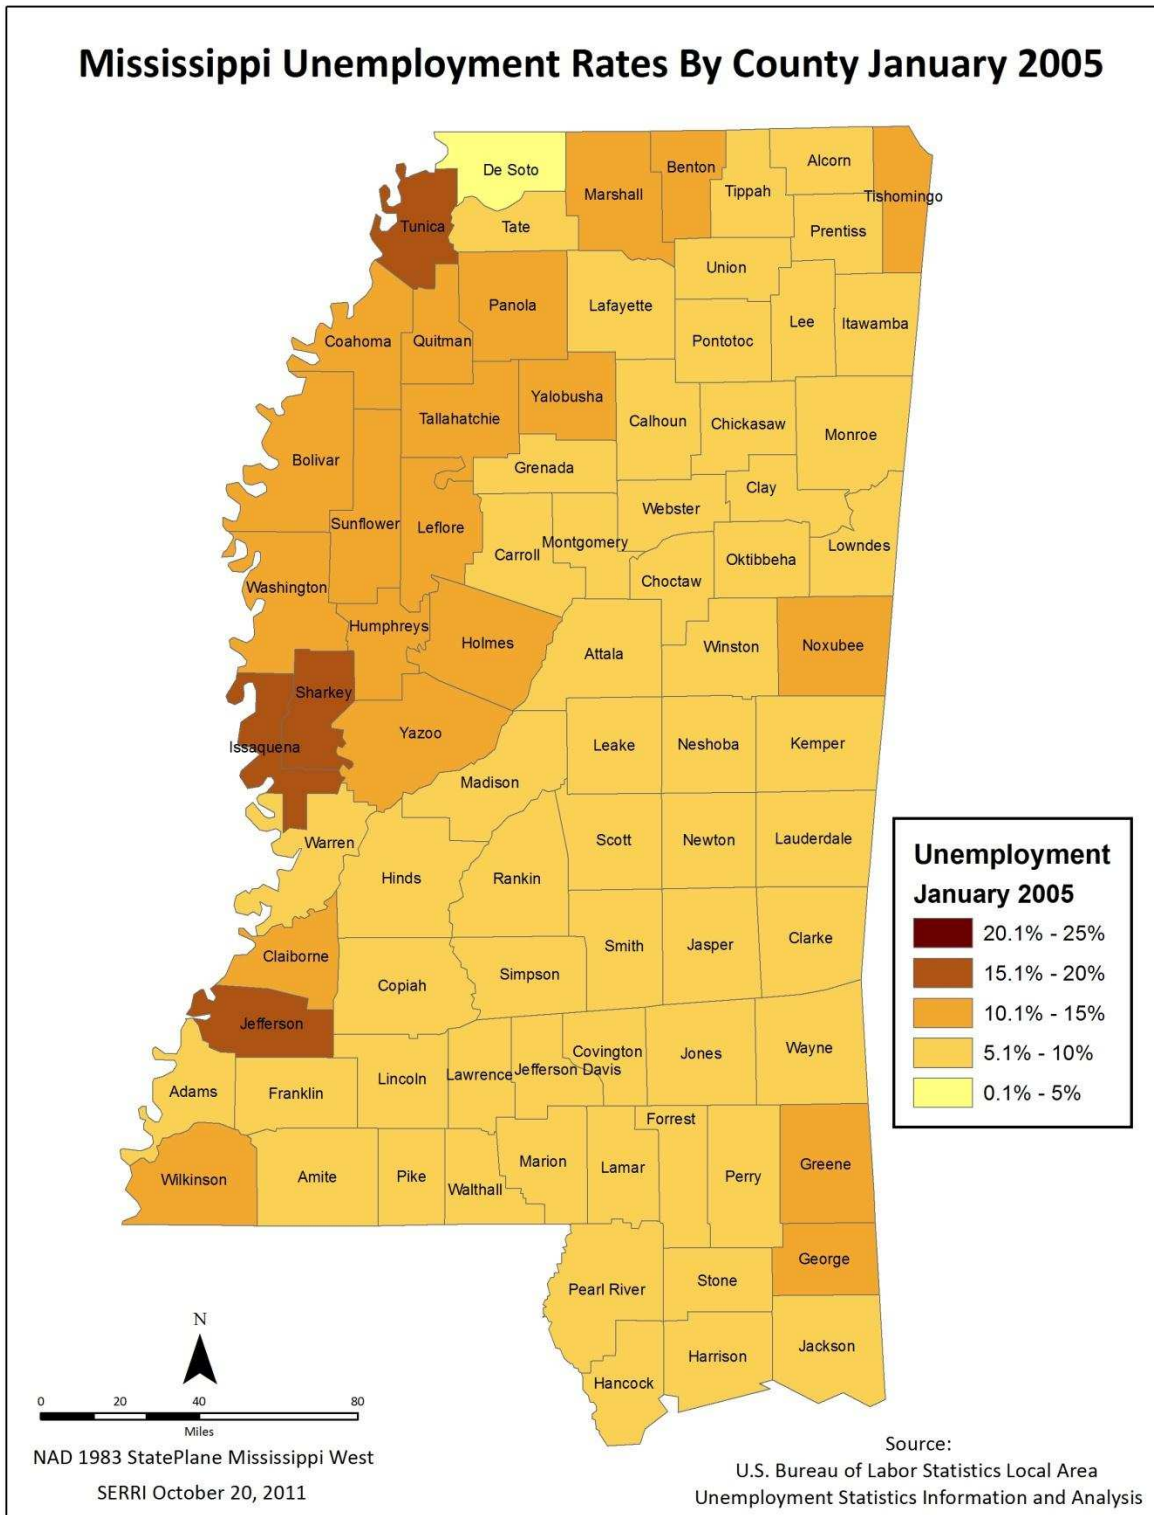 Mississippi Unemployment Rates By County January 2005
De Soto
Marshall
Benton
Tippah
Alcorn
Tishomingo
Tunica
Tate
Prentiss
Union
Panola
Lafayette
Lee
Itawamba
Coahoma
Quitman
Pontotoc
Yalobusha
Tallahatchie
Calhoun
Chickasaw
Monroe
Bolivar
Grenada
Clay
Sunflower
Leflore
Webster
Carroll
Montgomery
Lowndes
Oktibbeha
Choctaw
Washington
Humphreys
Holmes
Attala
Winston
Noxubee
Sharkey
Issaquena
Yazoo
Leake
Neshoba
Kemper
Madison
Warren
Scott
Newton
Lauderdale
Hinds
Rankin
Smith
Jasper
Clarke
Claiborne
Copiah
Simpson
Jefferson
Covington
Jones
Wayne
Adams
Franklin
Lincoln
Lawrence
Jefferson Davis
Forrest
Wilkinson
Amite
Pike
Walthall
Marion
Lamar
Perry
Greene
George
Pearl River
Stone
Jackson
Harrison
Hancock
Unemployment
January 2005
20.1% - 25%
15.1% - 20%
10.1% - 15%
5.1% - 10%
0.1% - 5%
N
0 20 40 80
Miles
NAD 1983 StatePlane Mississippi West
SERRI October 20, 2011
Source:
U.S. Bureau of Labor Statistics Local Area
Unemployment Statistics Information and Analysis